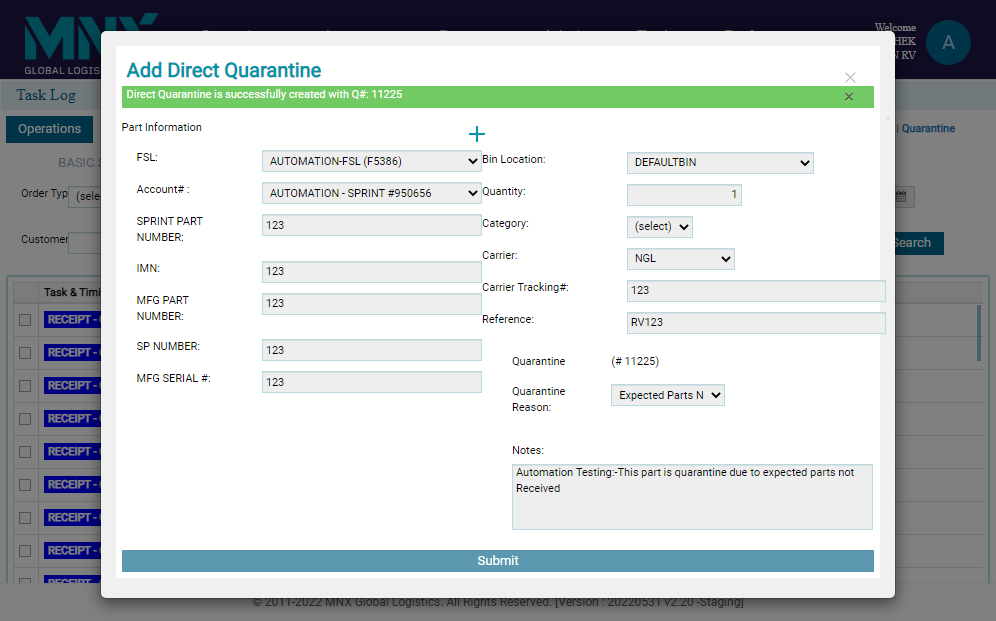 MNX
GLOBAL LOGIS
Welcome
HEK
N RV
A
Task Log
Operations
| Quarantine
BASIC S
Order Typ
(sele
Customer
Search
Task & Timi
RECEIPT -
RECEIPT -
RECEIPT -
RECEIPT -
RECEIPT -
RECEIPT -
RECEIPT -
RECEIPT -
RECEIPT -
Add Direct Quarantine
×
Direct Quarantine is successfully created with Q#: 11225
×
Part Information
+
FSL:
AUTOMATION-FSL (F5386)
Account# :
AUTOMATION - SPRINT #950656
SPRINT PART
NUMBER:
123
IMN:
123
MFG PART
NUMBER:
123
SP NUMBER:
123
MFG SERIAL #:
123
Bin Location:
DEFAULTBIN
Quantity:
1
Category:
(select)
Carrier:
NGL
Carrier Tracking#:
123
Reference:
RV123
Quarantine
(# 11225)
Quarantine
Reason:
Expected Parts N
Notes:
Automation Testing:-This part is quarantine due to expected parts not
Received
Submit
© 2011-2022 MNX Global Logistics. All Rights Reserved. [Version : 20220531 v2.20 -Staging]